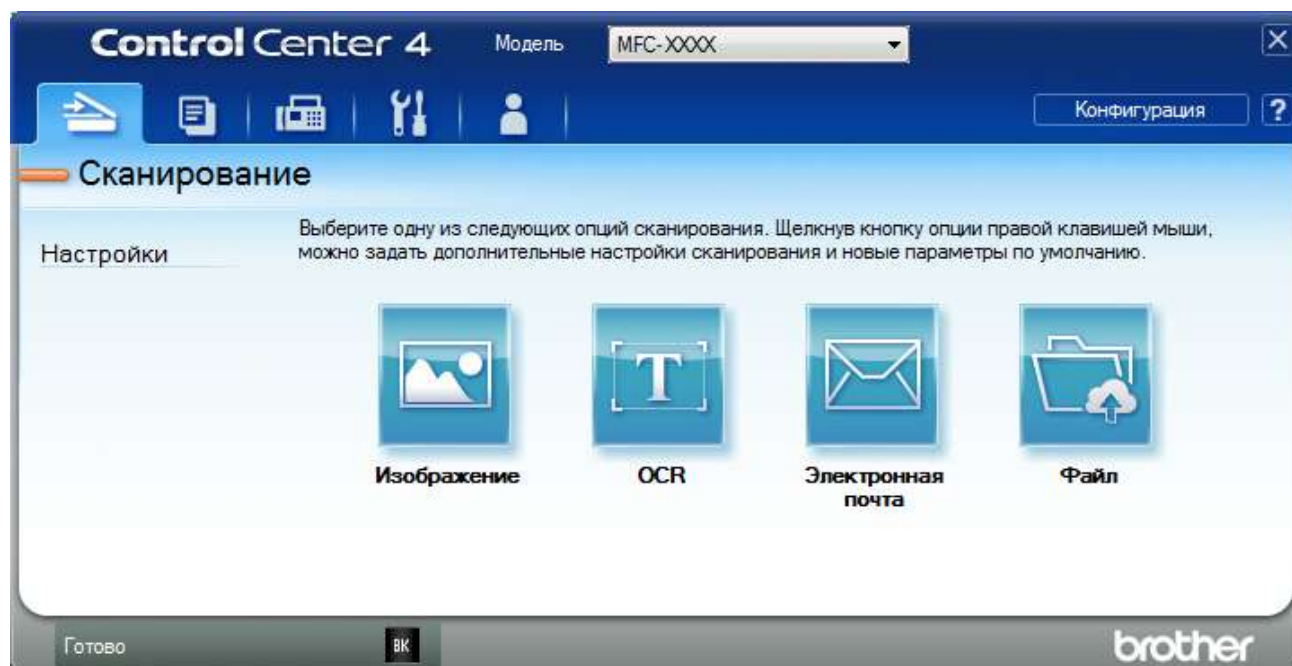 Control Center 4 Модель MFC-XXXX
Конфигурация ?
Сканирование
Выберите одну из следующих опций сканирования. Щелкнув кнопку опции правой клавишей мыши,
Настройки
можно задать дополнительные настройки сканирования и новые параметры по умолчанию.
T
Изображение OCR Электронная Файл
почта
Готово BK brother